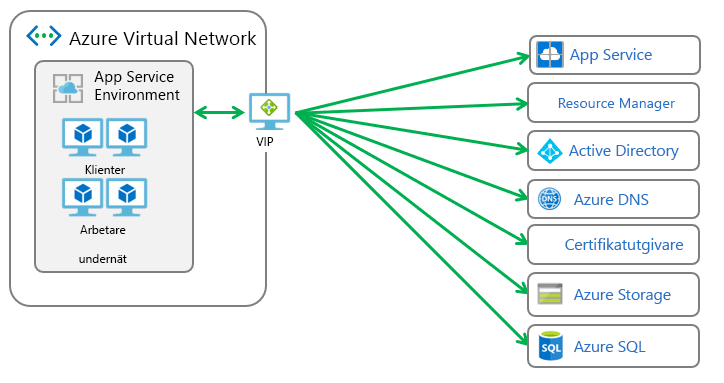 Azure Virtual Network
App Service
Environment
Klienter
Arbetare
undernät
VIP
App Service
Resource Manager
Active Directory
DNS
Azure DNS
Certifikatutgivare
Azure Storage
SQL
Azure SQL